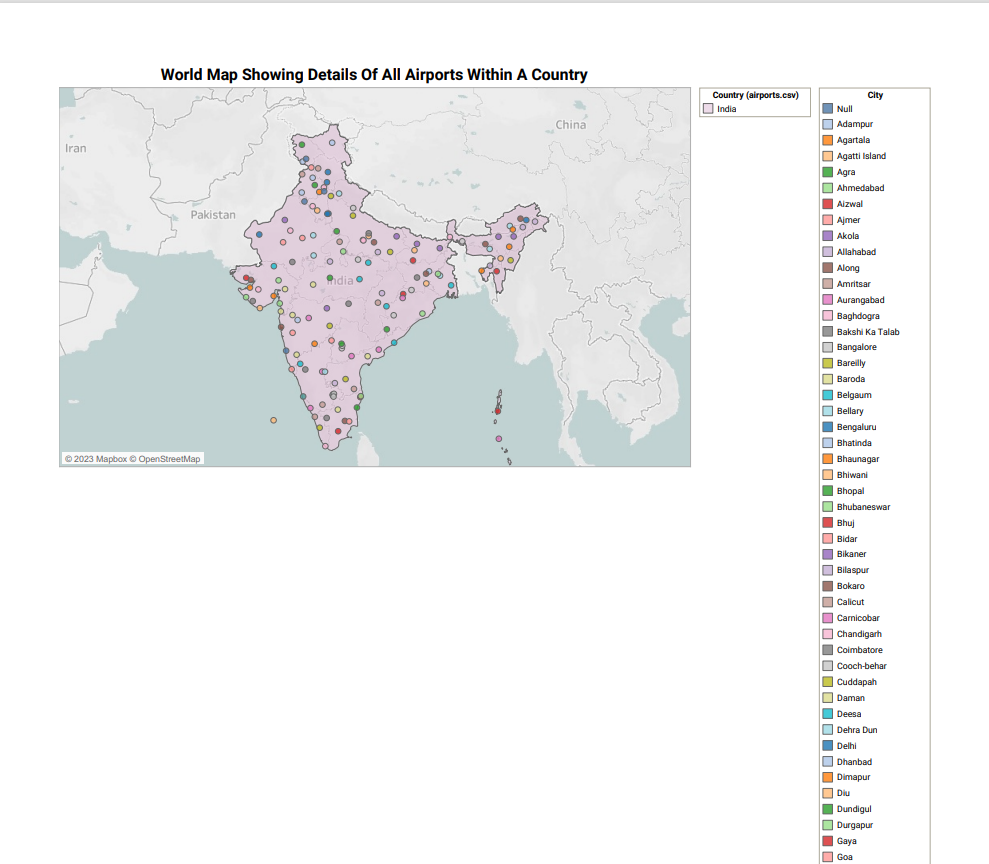 World Map Showing Details Of All Airports Within A Country
Iran
Pakistan
China
India
© 2023 Mapbox © OpenStreetMap
Country (airports.csv)
India
City
Null
Adampur
Agartala
Agatti Island
Agra
Ahmedabad
Aizwal
Ajmer
Akola
Allahabad
Along
Amritsar
Aurangabad
Baghdogra
Bakshi Ka Talab
Bangalore
Bareilly
Baroda
Belgaum
Bellary
Bengaluru
Bhatinda
Bhaunagar
Bhiwani
Bhopal
Bhubaneswar
Bhuj
Bidar
Bikaner
Bilaspur
Bokaro
Calicut
Carnicobar
Chandigarh
Coimbatore
Cooch-behar
Cuddapah
Daman
Deesa
Dehra Dun
Delhi
Dhanbad
Dimapur
Diu
Dundigul
Durgapur
Gaya
Goa